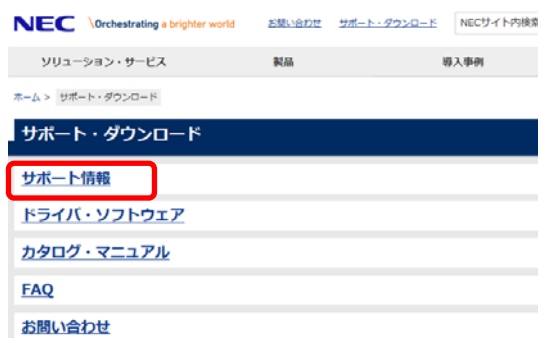 NEC \Orchestrating a brighter world お問い合わせ サポート・ダウンロード NECサイト内検索
ソリューション・サービス 製品 導入事例
ホーム > サポート・ダウンロード
サポート・ダウンロード
サポート情報
ドライバ・ソフトウェア
カタログ・マニュアル
FAQ
お問い合わせ